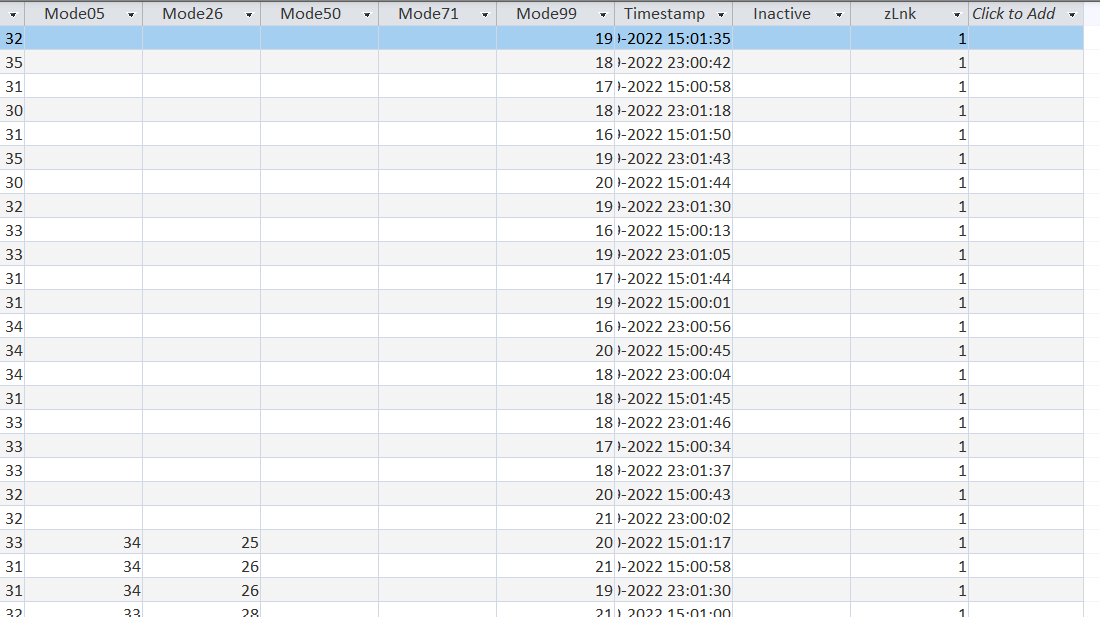 Mode05 Mode26 Mode50 Mode71 Mode99 Timestamp Inactive zLnk Click to Add
32 19 -2022 15:01:35 1
35 18 -2022 23:00:42 1
31 17 -2022 15:00:58 1
30 18 -2022 23:01:18 1
31 16 -2022 15:01:50 1
35 19 -2022 23:01:43 1
30 20 -2022 15:01:44 1
32 19 -2022 23:01:30 1
33 16 -2022 15:00:13 1
33 19 -2022 23:01:05 1
31 17 -2022 15:01:44 1
31 19 -2022 15:00:01 1
34 16 -2022 23:00:56 1
34 20 -2022 15:00:45 1
34 18 -2022 23:00:04 1
31 18 -2022 15:01:45 1
33 18 -2022 23:01:46 1
33 17 -2022 15:00:34 1
33 18 -2022 23:01:37 1
32 20 -2022 15:00:43 1
32 21 -2022 23:00:02 1
33 34 25 20 -2022 15:01:17 1
31 34 26 21 -2022 15:00:58 1
31 34 26 19 -2022 23:01:30 1
32 33 28 21 -2022 15:01:00 1